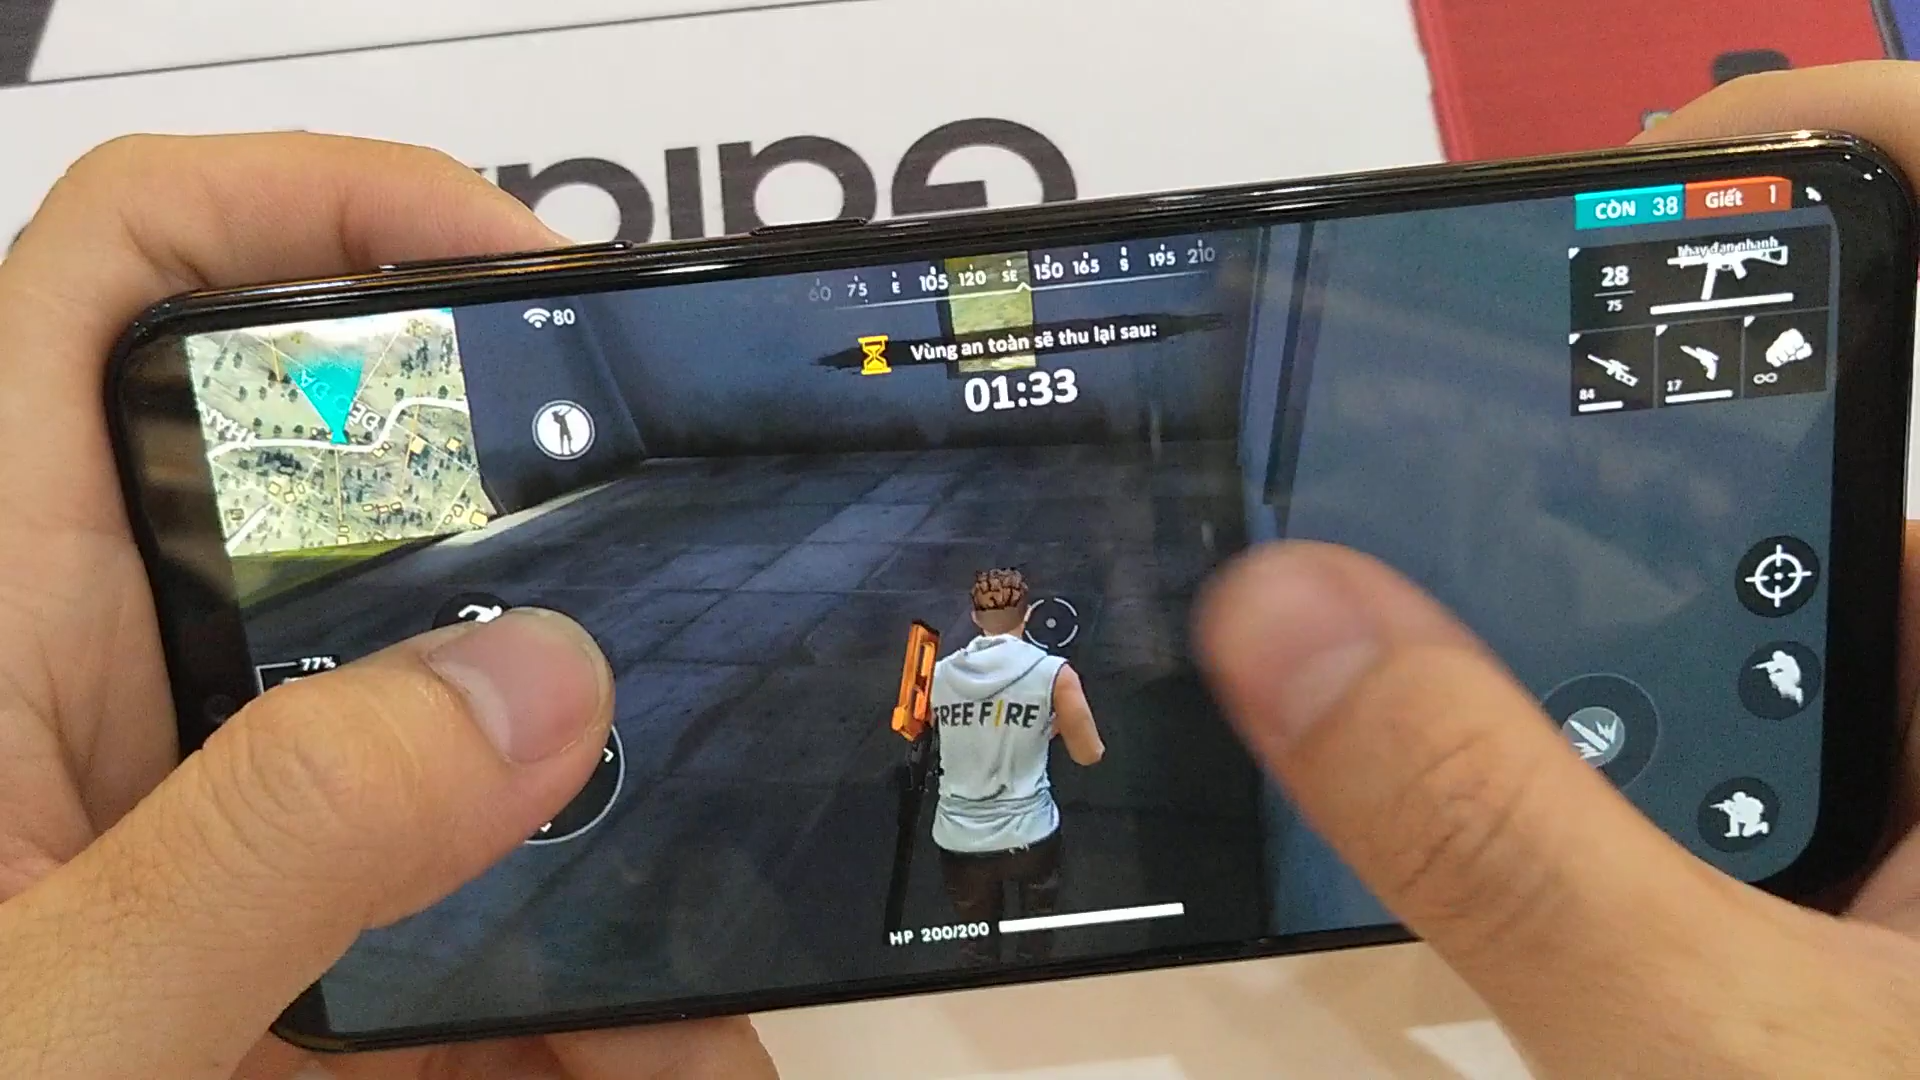 Gala
CÒN 38 Giết 1
60 75 E 105 120 SE 150 165 S 195 210
80
Vùng an toàn sẽ thu lại sau:
01:33
28
75
84
17
∞
77%
FREE FIRE
HP 200/200